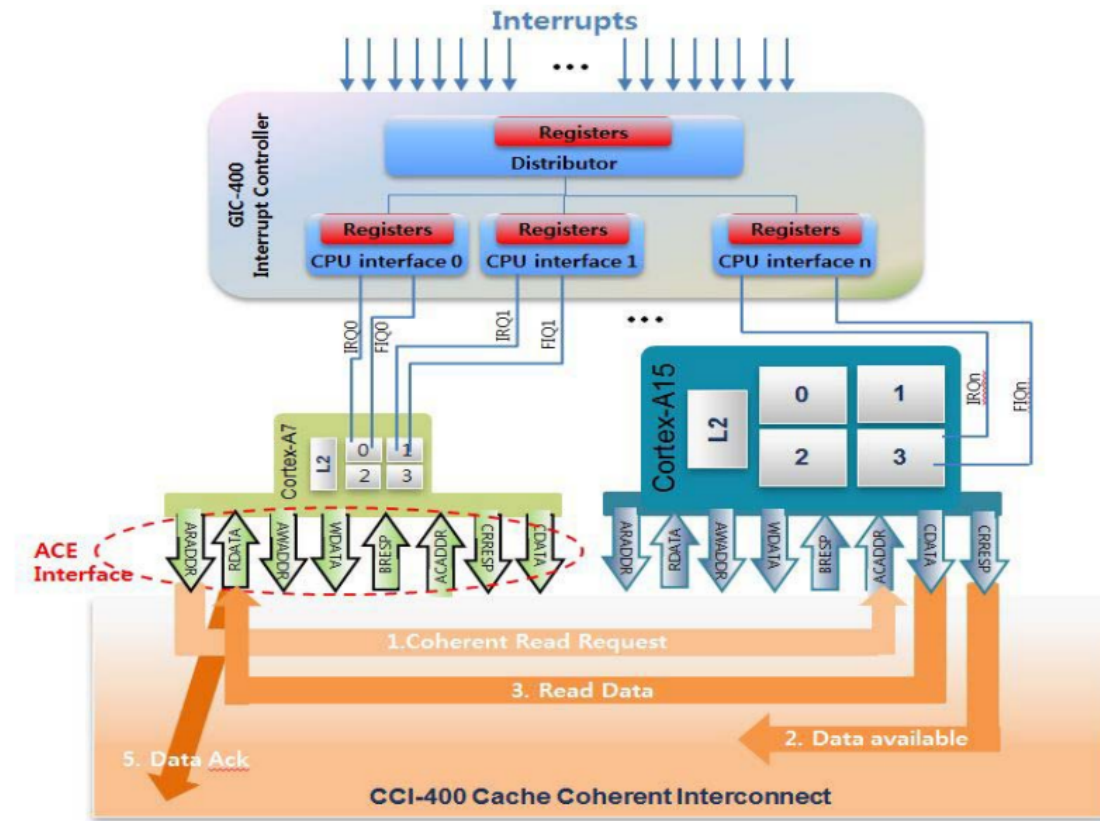 Interrupts
...
GIC-400
Interrupt Controller
Registers
Distributor
Registers
CPU interface 0
Registers
CPU interface 1
Registers
CPU interface n
IRQ0
FIQ0
IRQ1
FIQ1
...
IRQn
FIQn
Cortex-A7
L2
0
1
2
3
Cortex-A15
L2
0
1
2
3
ACE
Interface
ARADDR
RDATA
AWADDR
WDATA
BRESP
ACADDR
CRRESP
CDATA
ARADDR
RDATA
AWADDR
WDATA
BRESP
ACADDR
CDATA
CRRESP
1.Coherent Read Request
3. Read Data
2. Data available
5. Data Ack
CCI-400 Cache Coherent Interconnect